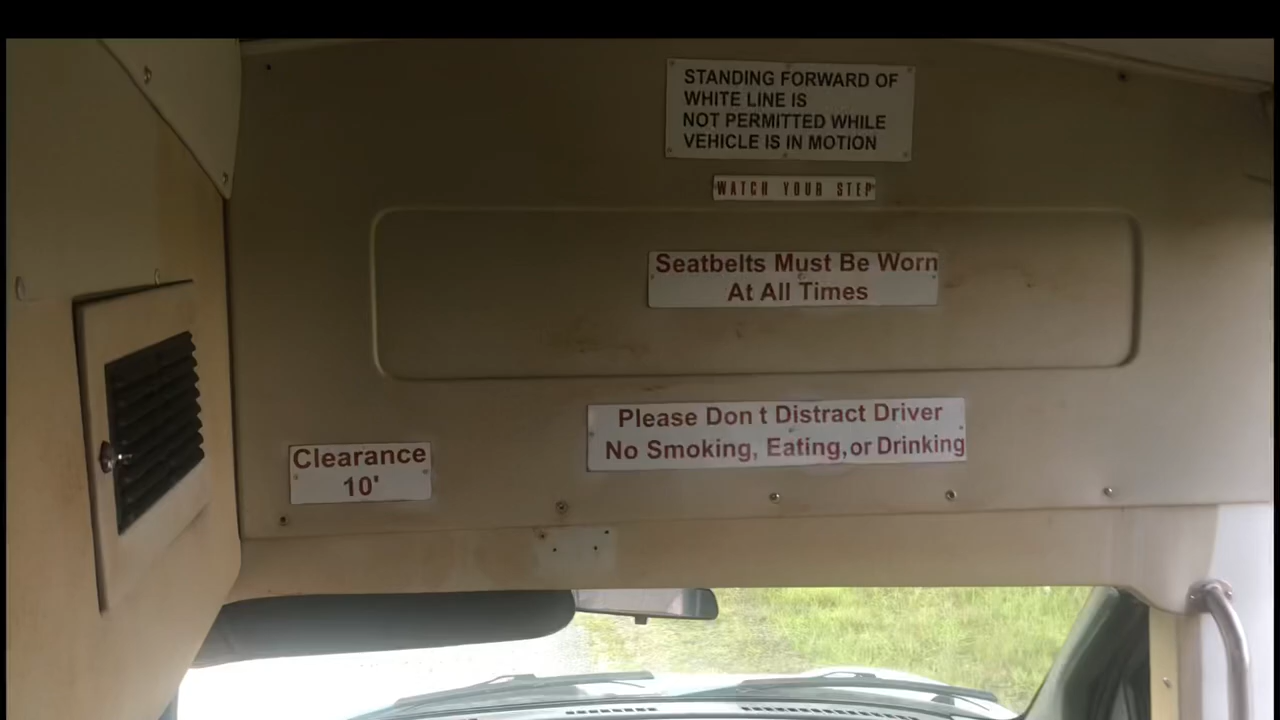 STANDING FORWARD OF
WHITE LINE IS
NOT PERMITTED WHILE
VEHICLE IS IN MOTION
WATCH YOUR STEP
Seatbelts Must Be Worn
At All Times
Please Don t Distract Driver
No Smoking, Eating, or Drinking
Clearance
10'